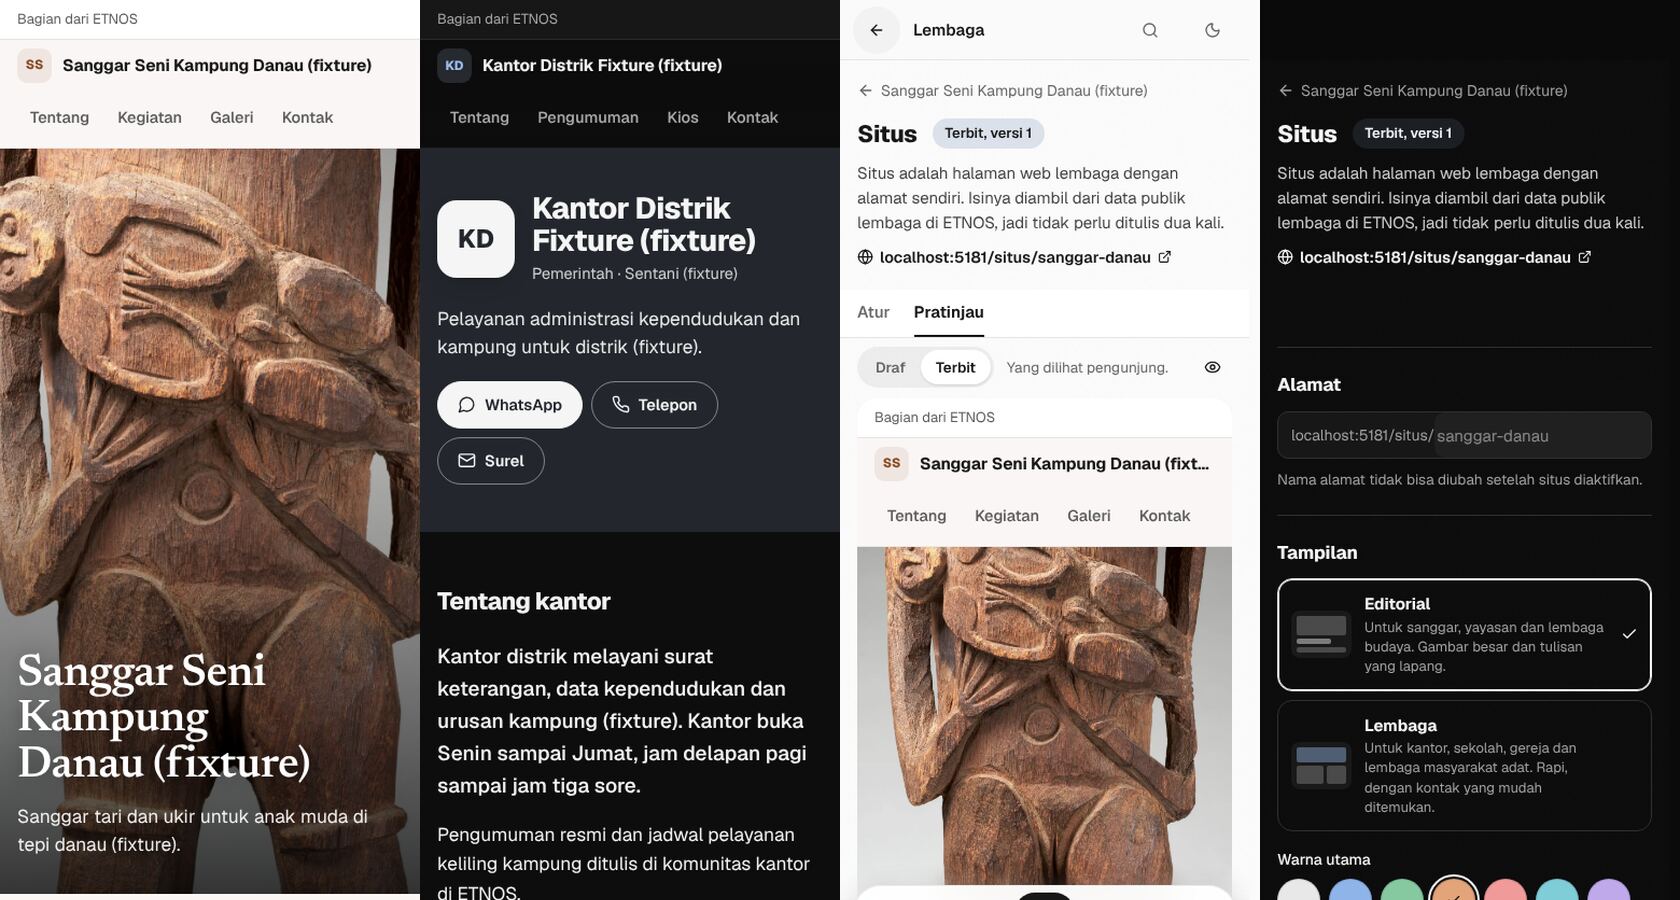 Bagian dari ETNOS
SS Sanggar Seni Kampung Danau (fixture)
Tentang Kegiatan Galeri Kontak
Sanggar Seni
Kampung
Danau (fixture)
Sanggar tari dan ukir untuk anak muda di
tepi danau (fixture).
Bagian dari ETNOS
KD Kantor Distrik Fixture (fixture)
Tentang Pengumuman Kios Kontak
KD
Kantor Distrik
Fixture (fixture)
Pemerintah · Sentani (fixture)
Pelayanan administrasi kependudukan dan
kampung untuk distrik (fixture).
WhatsApp Telepon
Surel
Tentang kantor
Kantor distrik melayani surat
keterangan, data kependudukan dan
urusan kampung (fixture). Kantor buka
Senin sampai Jumat, jam delapan pagi
sampai jam tiga sore.
Pengumuman resmi dan jadwal pelayanan
keliling kampung ditulis di komunitas kantor
di ETNOS.
Lembaga
Sanggar Seni Kampung Danau (fixture)
Situs Terbit, versi 1
Situs adalah halaman web lembaga dengan
alamat sendiri. Isinya diambil dari data publik
lembaga di ETNOS, jadi tidak perlu ditulis dua kali.
localhost:5181/situs/sanggar-danau
Atur Pratinjau
Draf Terbit Yang dilihat pengunjung.
Bagian dari ETNOS
SS Sanggar Seni Kampung Danau (fixt...
Tentang Kegiatan Galeri Kontak
Sanggar Seni Kampung Danau (fixture)
Situs Terbit, versi 1
Situs adalah halaman web lembaga dengan
alamat sendiri. Isinya diambil dari data publik
lembaga di ETNOS, jadi tidak perlu ditulis dua kali.
localhost:5181/situs/sanggar-danau
Alamat
localhost:5181/situs/ sanggar-danau
Nama alamat tidak bisa diubah setelah situs diaktifkan.
Tampilan
Editorial
Untuk sanggar, yayasan dan lembaga
budaya. Gambar besar dan tulisan
yang lapang.
Lembaga
Untuk kantor, sekolah, gereja dan
lembaga masyarakat adat. Rapi,
dengan kontak yang mudah
ditemukan.
Warna utama